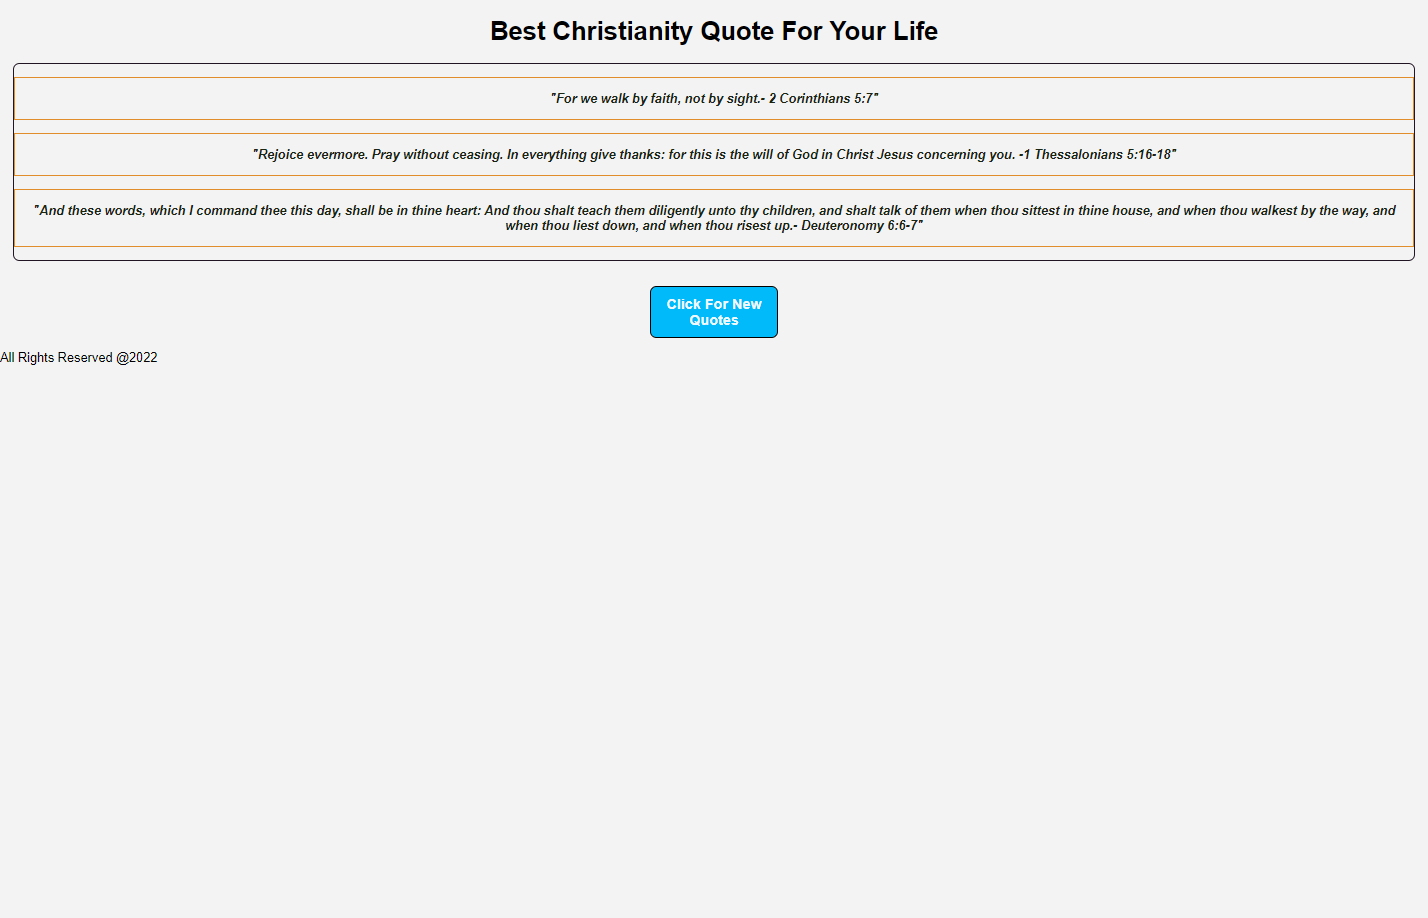 Best Christianity Quote For Your Life
"For we walk by faith, not by sight.- 2 Corinthians 5:7"
"Rejoice evermore. Pray without ceasing. In everything give thanks: for this is the will of God in Christ Jesus concerning you. -1 Thessalonians 5:16-18"
"And these words, which I command thee this day, shall be in thine heart: And thou shalt teach them diligently unto thy children, and shalt talk of them when thou sittest in thine house, and when thou walkest by the way, and
when thou liest down, and when thou risest up.- Deuteronomy 6:6-7"
Click For New
Quotes
All Rights Reserved @2022